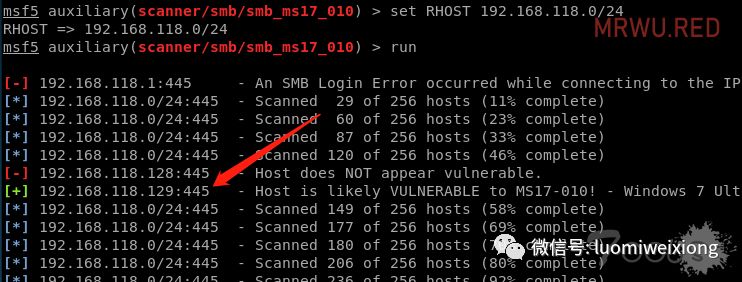 msf5 auxiliary(scanner/smb/smb_ms17_010) > set RHOST 192.168.118.0/24
RHOST => 192.168.118.0/24
MRWU.RED
msf5 auxiliary(scanner/smb/smb_ms17_010) > run
[-] 192.168.118.1:445 - An SMB Login Error occurred while connecting to the IP
[*] 192.168.118.0/24:445 - Scanned 29 of 256 hosts (11% complete)
[*] 192.168.118.0/24:445 - Scanned 60 of 256 hosts (23% complete)
[*] 192.168.118.0/24:445 - Scanned 87 of 256 hosts (33% complete)
[*] 192.168.118.0/24:445 - Scanned 120 of 256 hosts (46% complete)
[-] 192.168.118.128:445 - Host does NOT appear vulnerable.
[+] 192.168.118.129:445 - Host is likely VULNERABLE to MS17-010! - Windows 7 Ult
[*] 192.168.118.0/24:445 - Scanned 149 of 256 hosts (58% complete)
[*] 192.168.118.0/24:445 - Scanned 177 of 256 hosts (69%
[*] 192.168.118.0/24:445 - Scanned 180 of 256 hosts
微信号: luomiweixiong
[*] 192.168.118.0/24:445 - Scanned 206 of 256 hosts (80% complete)
[*] 192.168.118.0/24:445 - Scanned 236 of 256 hosts (92% complete)